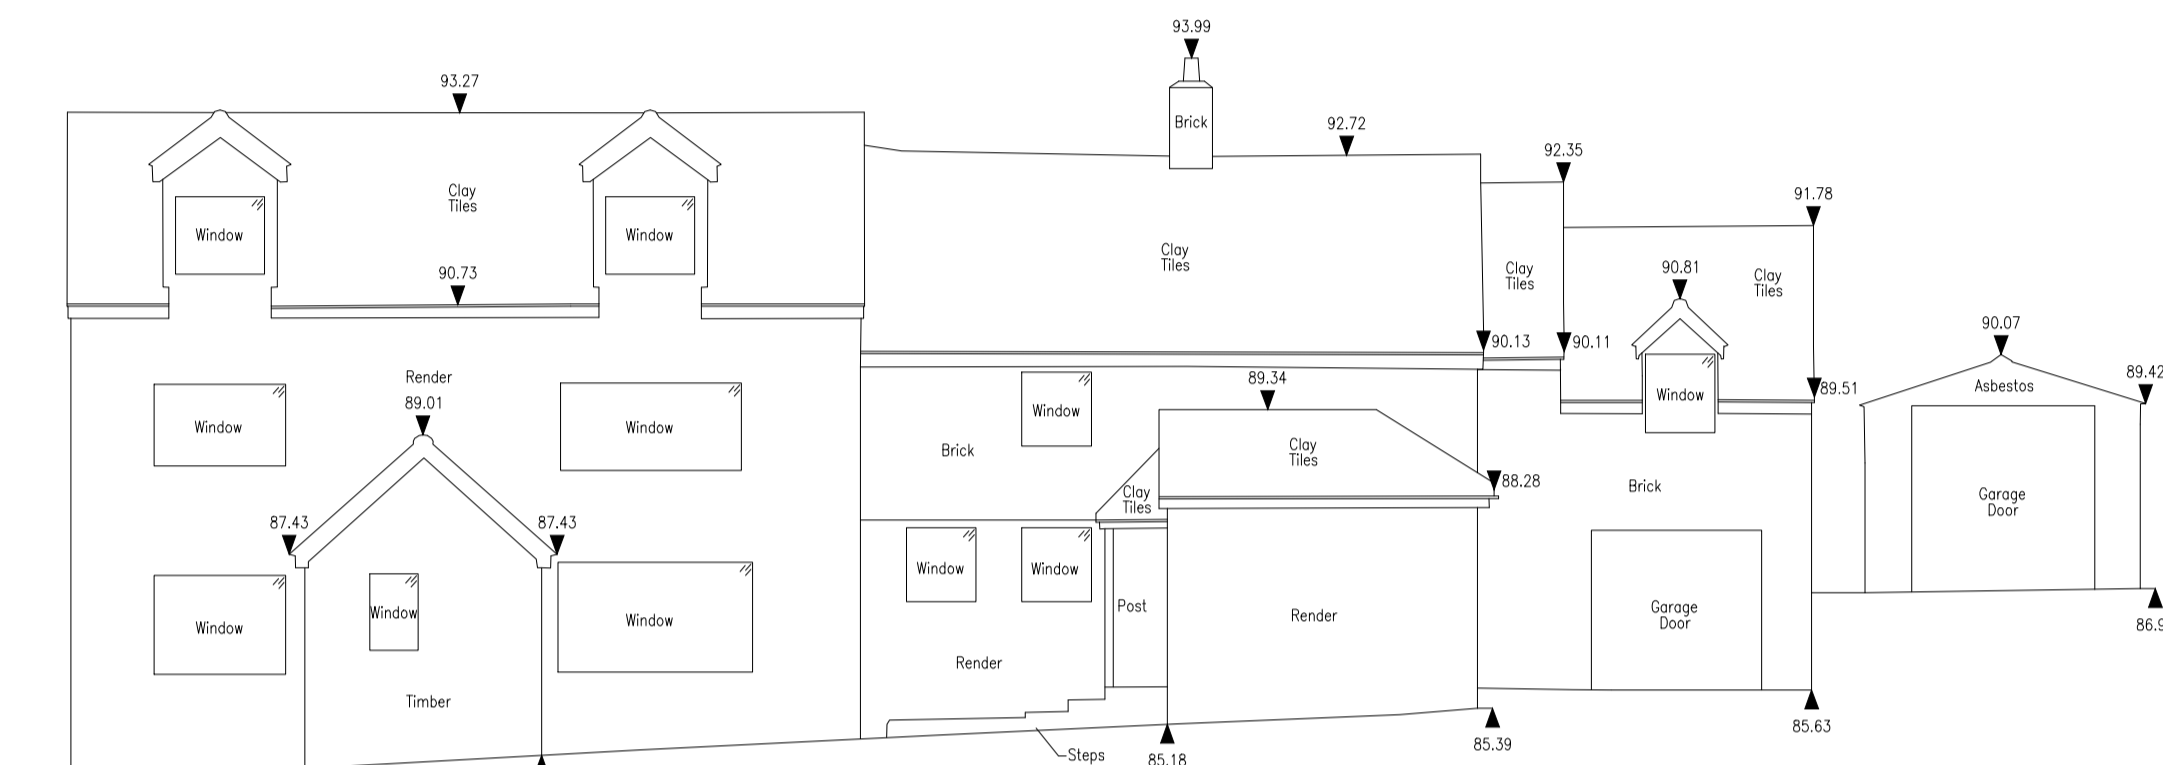 93.99
93.27
Brick
92.72
92.35
Clay
Tiles
91.78
Window
Window
Clay
Tiles
90.73
Clay
Tiles
90.81
Clay
Tiles
90.07
90.13
90.11
Render
89.01
89.34
Window
89.51
Asbestos
89.42
Window
Window
Window
Brick
Clay
Tiles
88.28
Brick
Clay
Tiles
Garage
Door
87.43
87.43
Window
Window
Window
Window
Window
Post
Render
Garage
Door
86.9
Render
Timber
85.63
85.39
Steps
85.18